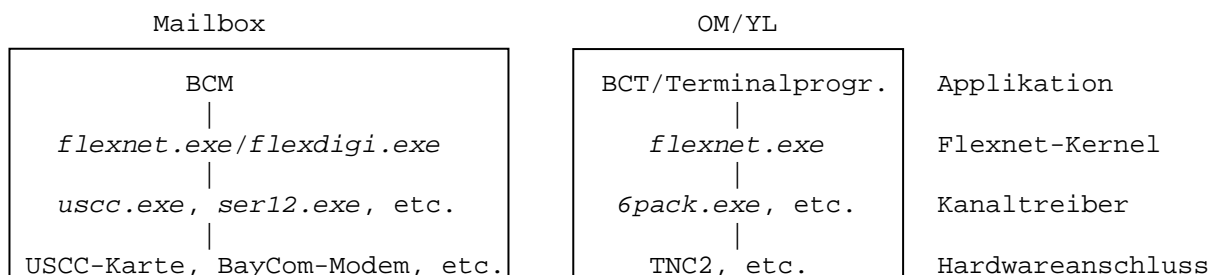 Mailbox OM/YL
BCM BCT/Terminalprogr. Applikation
flexnet.exe/flexdigi.exe flexnet.exe Flexnet-Kernel
uscc.exe, ser12.exe, etc. 6pack.exe, etc. Kanaltreiber
USCC-Karte, BayCom-Modem, etc. TNC2, etc. Hardwareanschluss